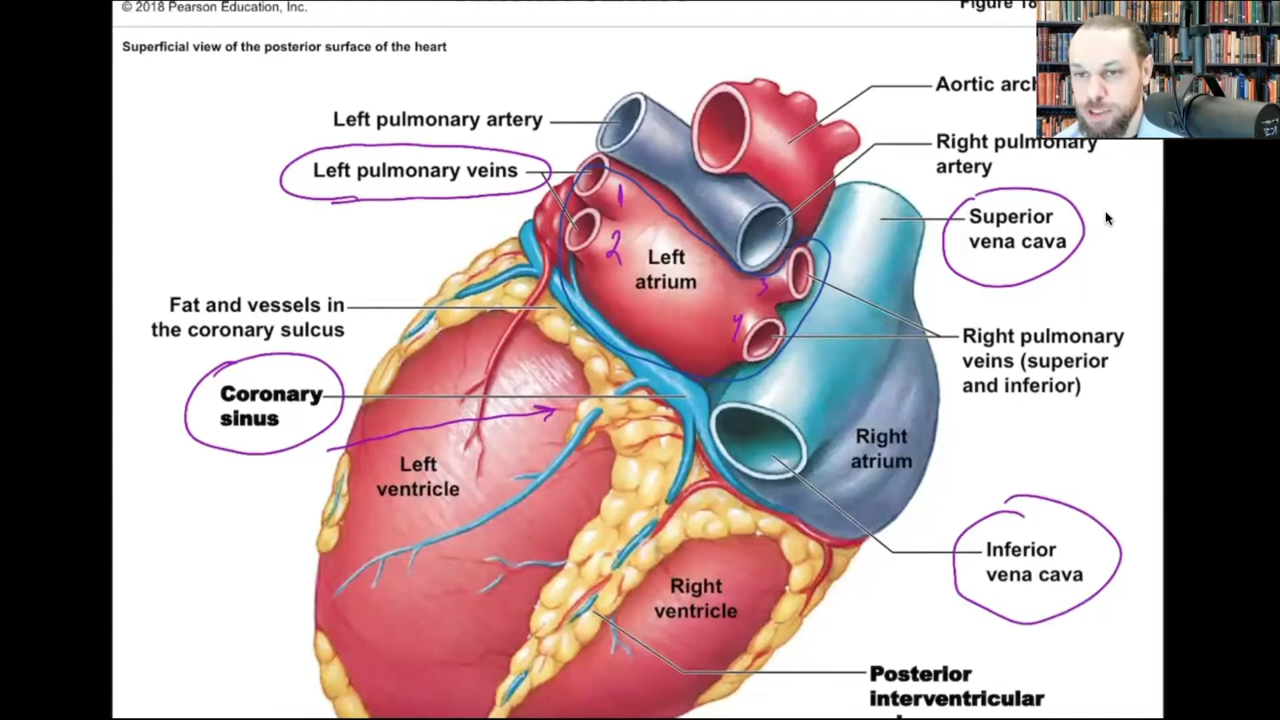 © 2018 Pearson Education, Inc.
Figure 18
Superficial view of the posterior surface of the heart
Aortic arch
Left pulmonary artery
Right pulmonary
artery
Left pulmonary veins
Superior
vena cava
1
2
3
4
Left
atrium
Fat and vessels in
the coronary sulcus
Right pulmonary
veins (superior
and inferior)
Coronary
sinus
Right
atrium
Left
ventricle
Inferior
vena cava
Right
ventricle
Posterior
interventricular